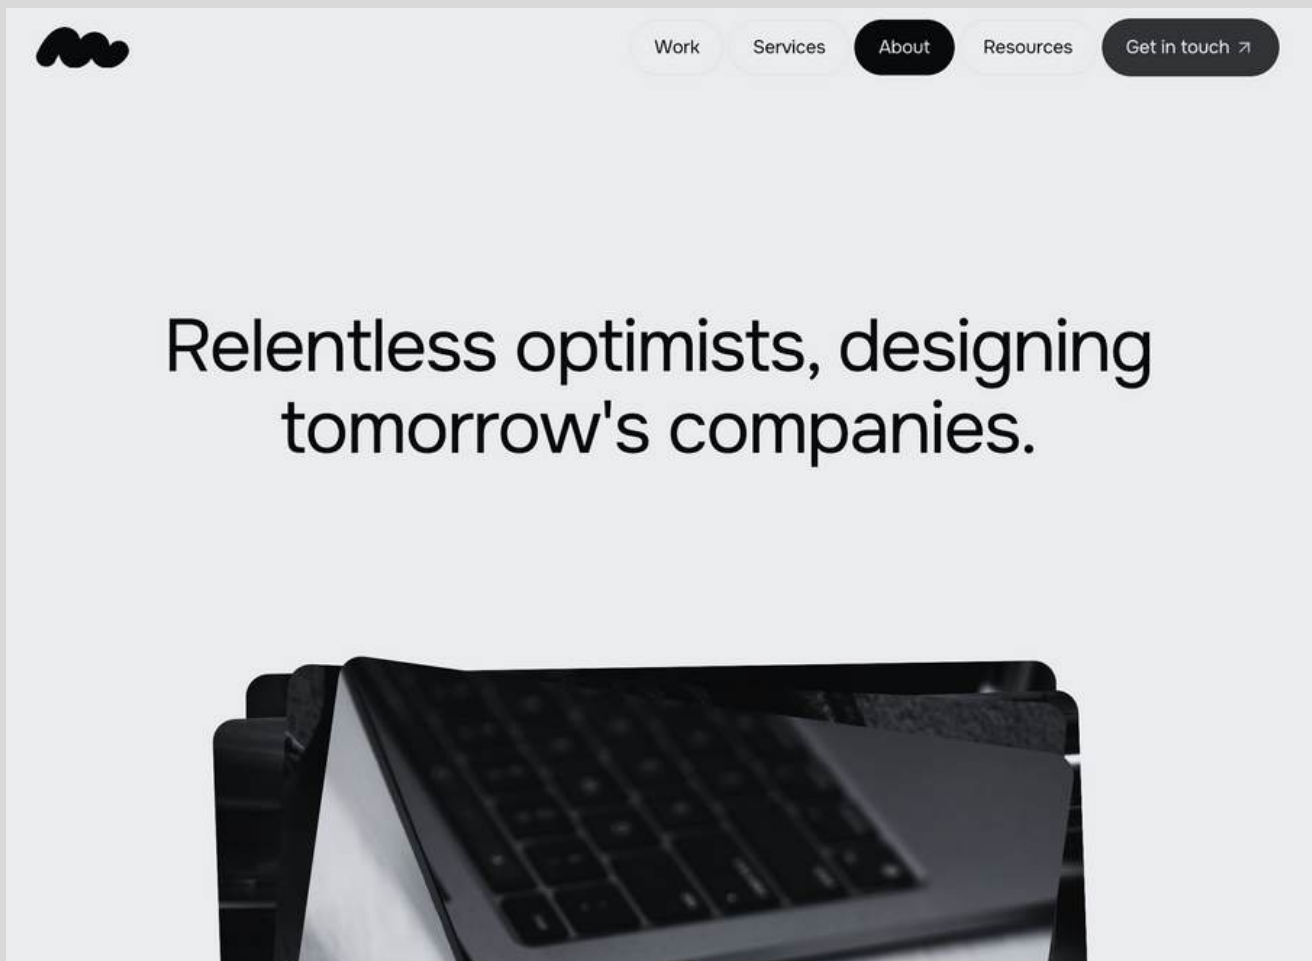 Work
Services
About
Resources
Get in touch ↗
Relentless optimists, designing
tomorrow's companies.